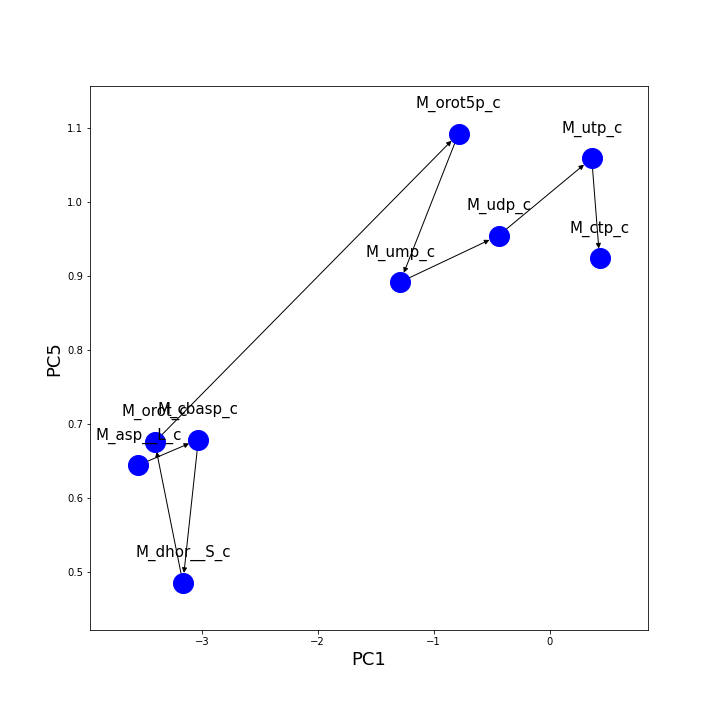 M_orot5p_c
M_utp_c
M_udp_c
M_ctp_c
M_ump_c
M_orot_c
M_cbasp_c
M_asp__L_c
M_dhor__S_c
1.1
1.0
0.9
0.8
0.7
0.6
0.5
PC5
−3
−2
−1
0
PC1